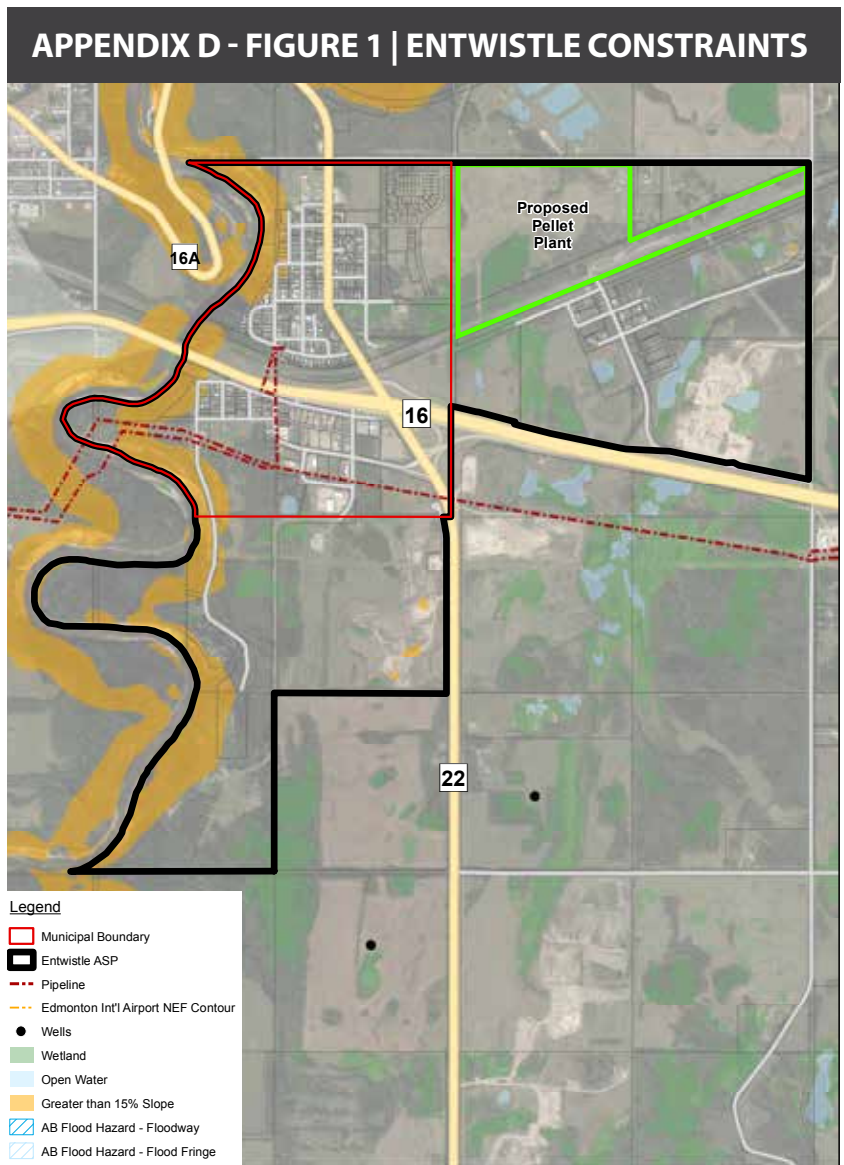 APPENDIX D - FIGURE 1 | ENTWISTLE CONSTRAINTS
Proposed
Pellet
Plant
16A
16
22
Legend
Municipal Boundary
Entwistle ASP
Pipeline
Edmonton Int'l Airport NEF Contour
Wells
Wetland
Open Water
Greater than 15% Slope
AB Flood Hazard - Floodway
AB Flood Hazard - Flood Fringe